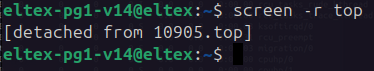 eltex-pg1-v14@eltex:~$ screen -r top
[detached from 10905.top]
eltex-pg1-v14@eltex:~$